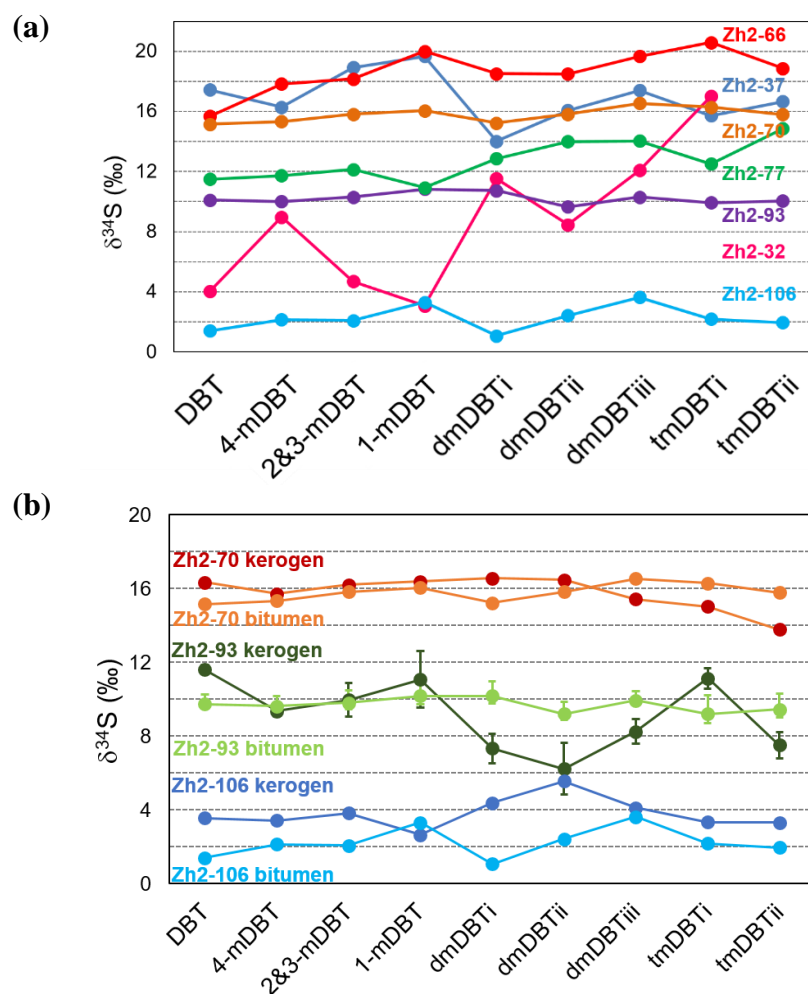 (a)
δ³⁴S (‰)
20
16
12
8
4
0
Zh2-66
Zh2-37
Zh2-70
Zh2-77
Zh2-93
Zh2-32
Zh2-106
DBT
4-mDBT
2&3-mDBT
1-mDBT
dmDBTi
dmDBTii
dmDBTiii
tmDBTi
tmDBTii
(b)
δ³⁴S (‰)
20
16
12
8
4
0
Zh2-70 kerogen
Zh2-70 bitumen
Zh2-93 kerogen
Zh2-93 bitumen
Zh2-106 kerogen
Zh2-106 bitumen
DBT
4-mDBT
2&3-mDBT
1-mDBT
dmDBTi
dmDBTii
dmDBTiii
tmDBTi
tmDBTii